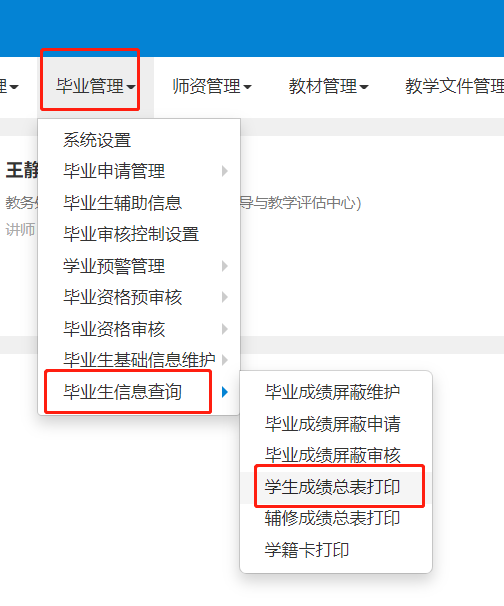 理 毕业管理 师资管理 教材管理 教学文件管理
系统设置
王静
毕业申请管理
教务 毕业生辅助信息 导与教学评估中心)
讲师 毕业审核控制设置
学业预警管理
毕业资格预审核
毕业资格审核
毕业生基础信息维护
毕业生信息查询
毕业成绩屏蔽维护
毕业成绩屏蔽申请
毕业成绩屏蔽审核
学生成绩总表打印
辅修成绩总表打印
学籍卡打印